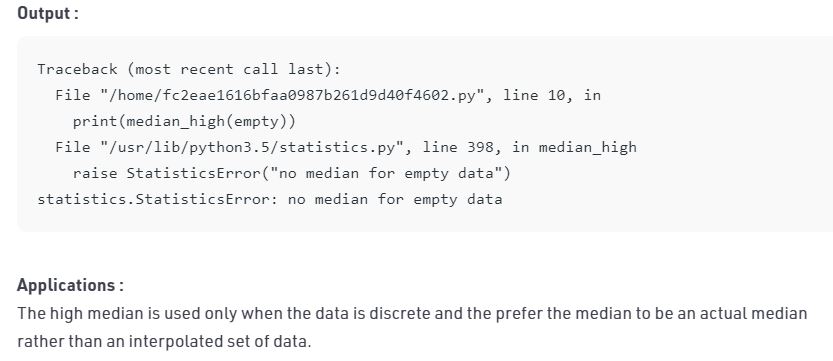 Output :
Traceback (most recent call last):
  File "/home/fc2eae1616bfaa0987b261d9d40f4602.py", line 10, in
    print(median_high(empty))
  File "/usr/lib/python3.5/statistics.py", line 398, in median_high
    raise StatisticsError("no median for empty data")
statistics.StatisticsError: no median for empty data
Applications :
The high median is used only when the data is discrete and the prefer the median to be an actual median
rather than an interpolated set of data.